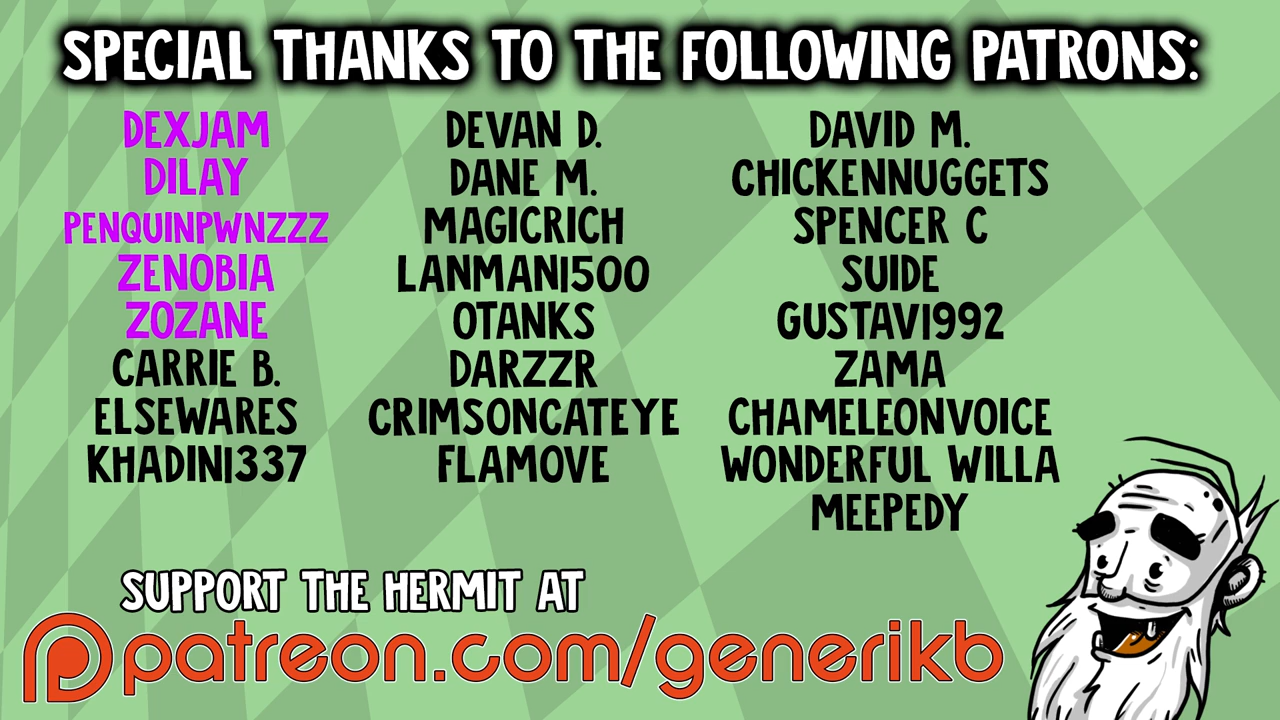 SPECIAL THANKS TO THE FOLLOWING PATRONS:
DEXJAM
DILAY
PENQUINPWNZZZ
ZENOBIA
ZOZANE
CARRIE B.
ELSEWARES
KHADIN1337
DEVAN D.
DANE M.
MAGICRICH
LANMAN1500
OTANKS
DARZZR
CRIMSONCATEYE
FLAMOVE
DAVID M.
CHICKENNUGGETS
SPENCER C
SUIDE
GUSTAV1992
ZAMA
CHAMELEONVOICE
WONDERFUL WILLA
MEEPEDY
SUPPORT THE HERMIT AT
patreon.com/generikb